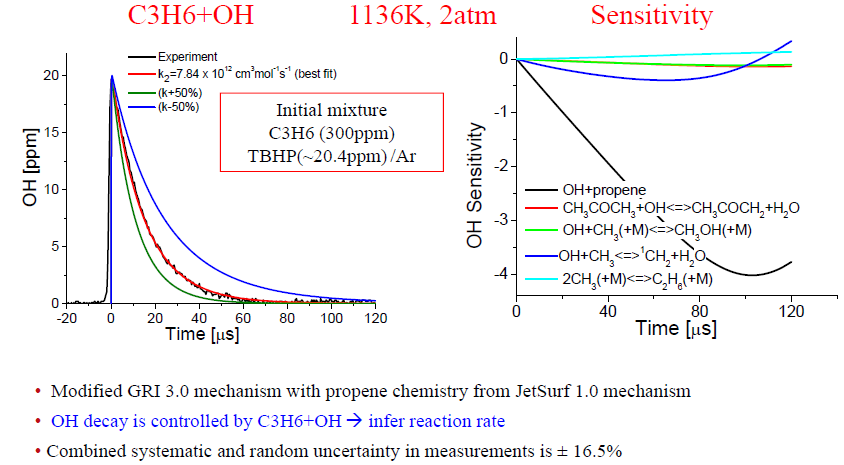 C3H6+OH 1136K, 2atm Sensitivity
Experiment
k₂=7.84 x 10¹² cm³mol⁻¹s⁻¹ (best fit)
(k+50%)
(k-50%)
Initial mixture
C3H6 (300ppm)
TBHP(~20.4ppm) /Ar
OH [ppm]
20
15
10
5
0
-20 0 20 40 60 80 100 120
Time [µs]
OH Sensitivity
0
-1
-2
-3
-4
OH+propene
CH₃COCH₃+OH<=>CH₃COCH₂+H₂O
OH+CH₃(+M)<=>CH₃OH(+M)
OH+CH₃<=>¹CH₂+H₂O
2CH₃(+M)<=>C₂H₆(+M)
0 40 80 120
Time [µs]
• Modified GRI 3.0 mechanism with propene chemistry from JetSurf 1.0 mechanism
• OH decay is controlled by C3H6+OH → infer reaction rate
• Combined systematic and random uncertainty in measurements is ± 16.5%